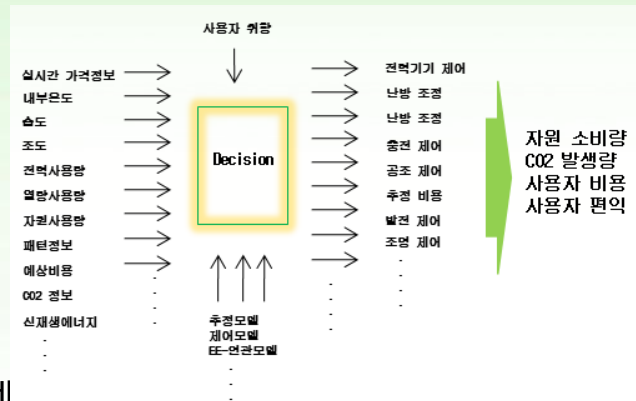 사용자 취향
실시간 가격정보
내부온도
습도
조도
전력사용량
열량사용량
자원사용량
패턴정보
예상비용
CO2 정보
신재생에너지
Decision
추정모델
제어모델
EE-연관모델
전력기기 제어
난방 조정
난방 조정
충전 제어
공조 제어
추정 비용
발전 제어
조명 제어
자원 소비량
CO2 발생량
사용자 비용
사용자 편익